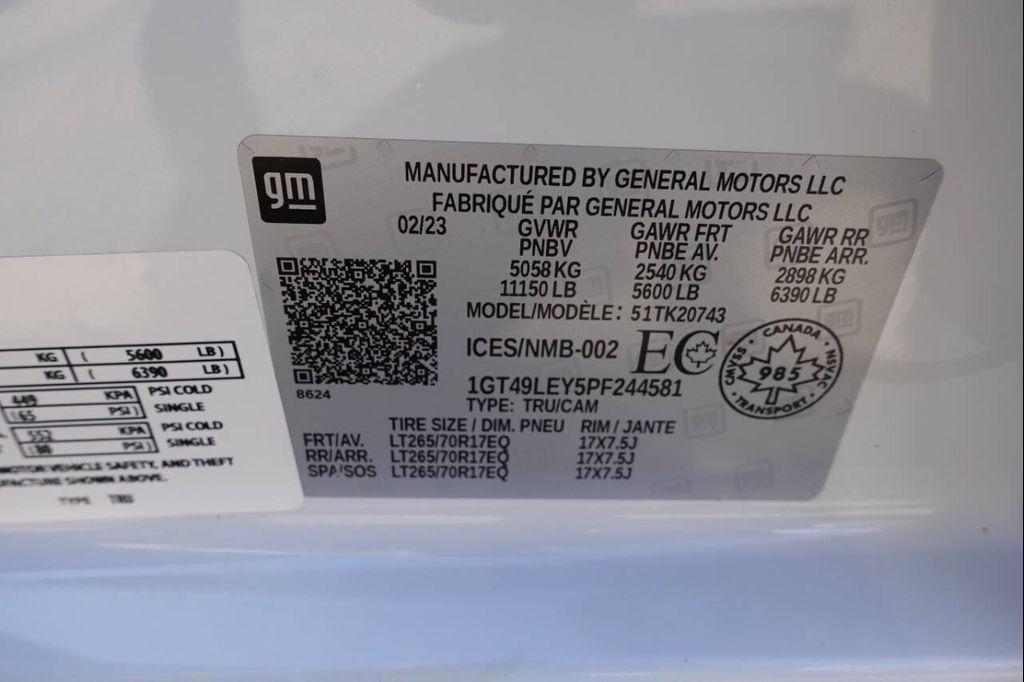 gm
MANUFACTURED BY GENERAL MOTORS LLC
FABRIQUÉ PAR GENERAL MOTORS LLC
02/23 GVWR GAWR FRT GAWR RR
PNBV PNBE AV. PNBE ARR.
5058 KG 2540 KG 2898 KG
11150 LB 5600 LB 6390 LB
MODEL/MODÈLE: 51TK20743
ICES/NMB-002 EC
CANADA
CMVSS 985 NSVAC
TRANSPORT
8624
1GT49LEY5PF244581
TYPE: TRU/CAM
TIRE SIZE / DIM. PNEU RIM / JANTE
FRT/AV. LT265/70R17EQ 17X7.5J
RR/ARR. LT265/70R17EQ 17X7.5J
SPA/SOS LT265/70R17EQ 17X7.5J
KG ( 5600 LB)
KG ( 6390 LB)
449 KPA PSI COLD
65 PSI) SINGLE
552 KPA PSI COLD
80 PSI) SINGLE
MOTOR VEHICLE SAFETY, AND THEFT
SHOWN ABOVE.
TYPE TRU